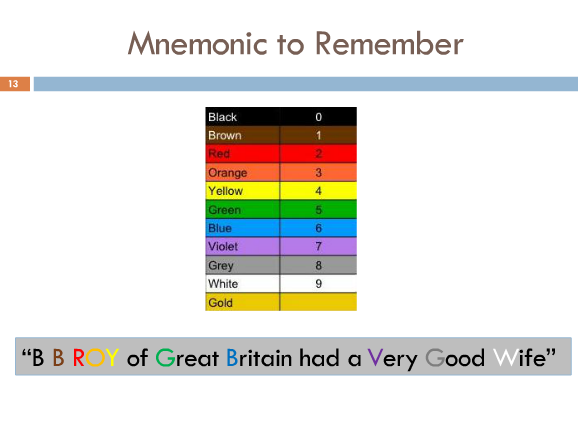 Mnemonic to Remember
13
Black 0
Brown 1
Red 2
Orange 3
Yellow 4
Green 5
Blue 6
Violet 7
Grey 8
White 9
Gold
“B B ROY of Great Britain had a Very Good Wife”